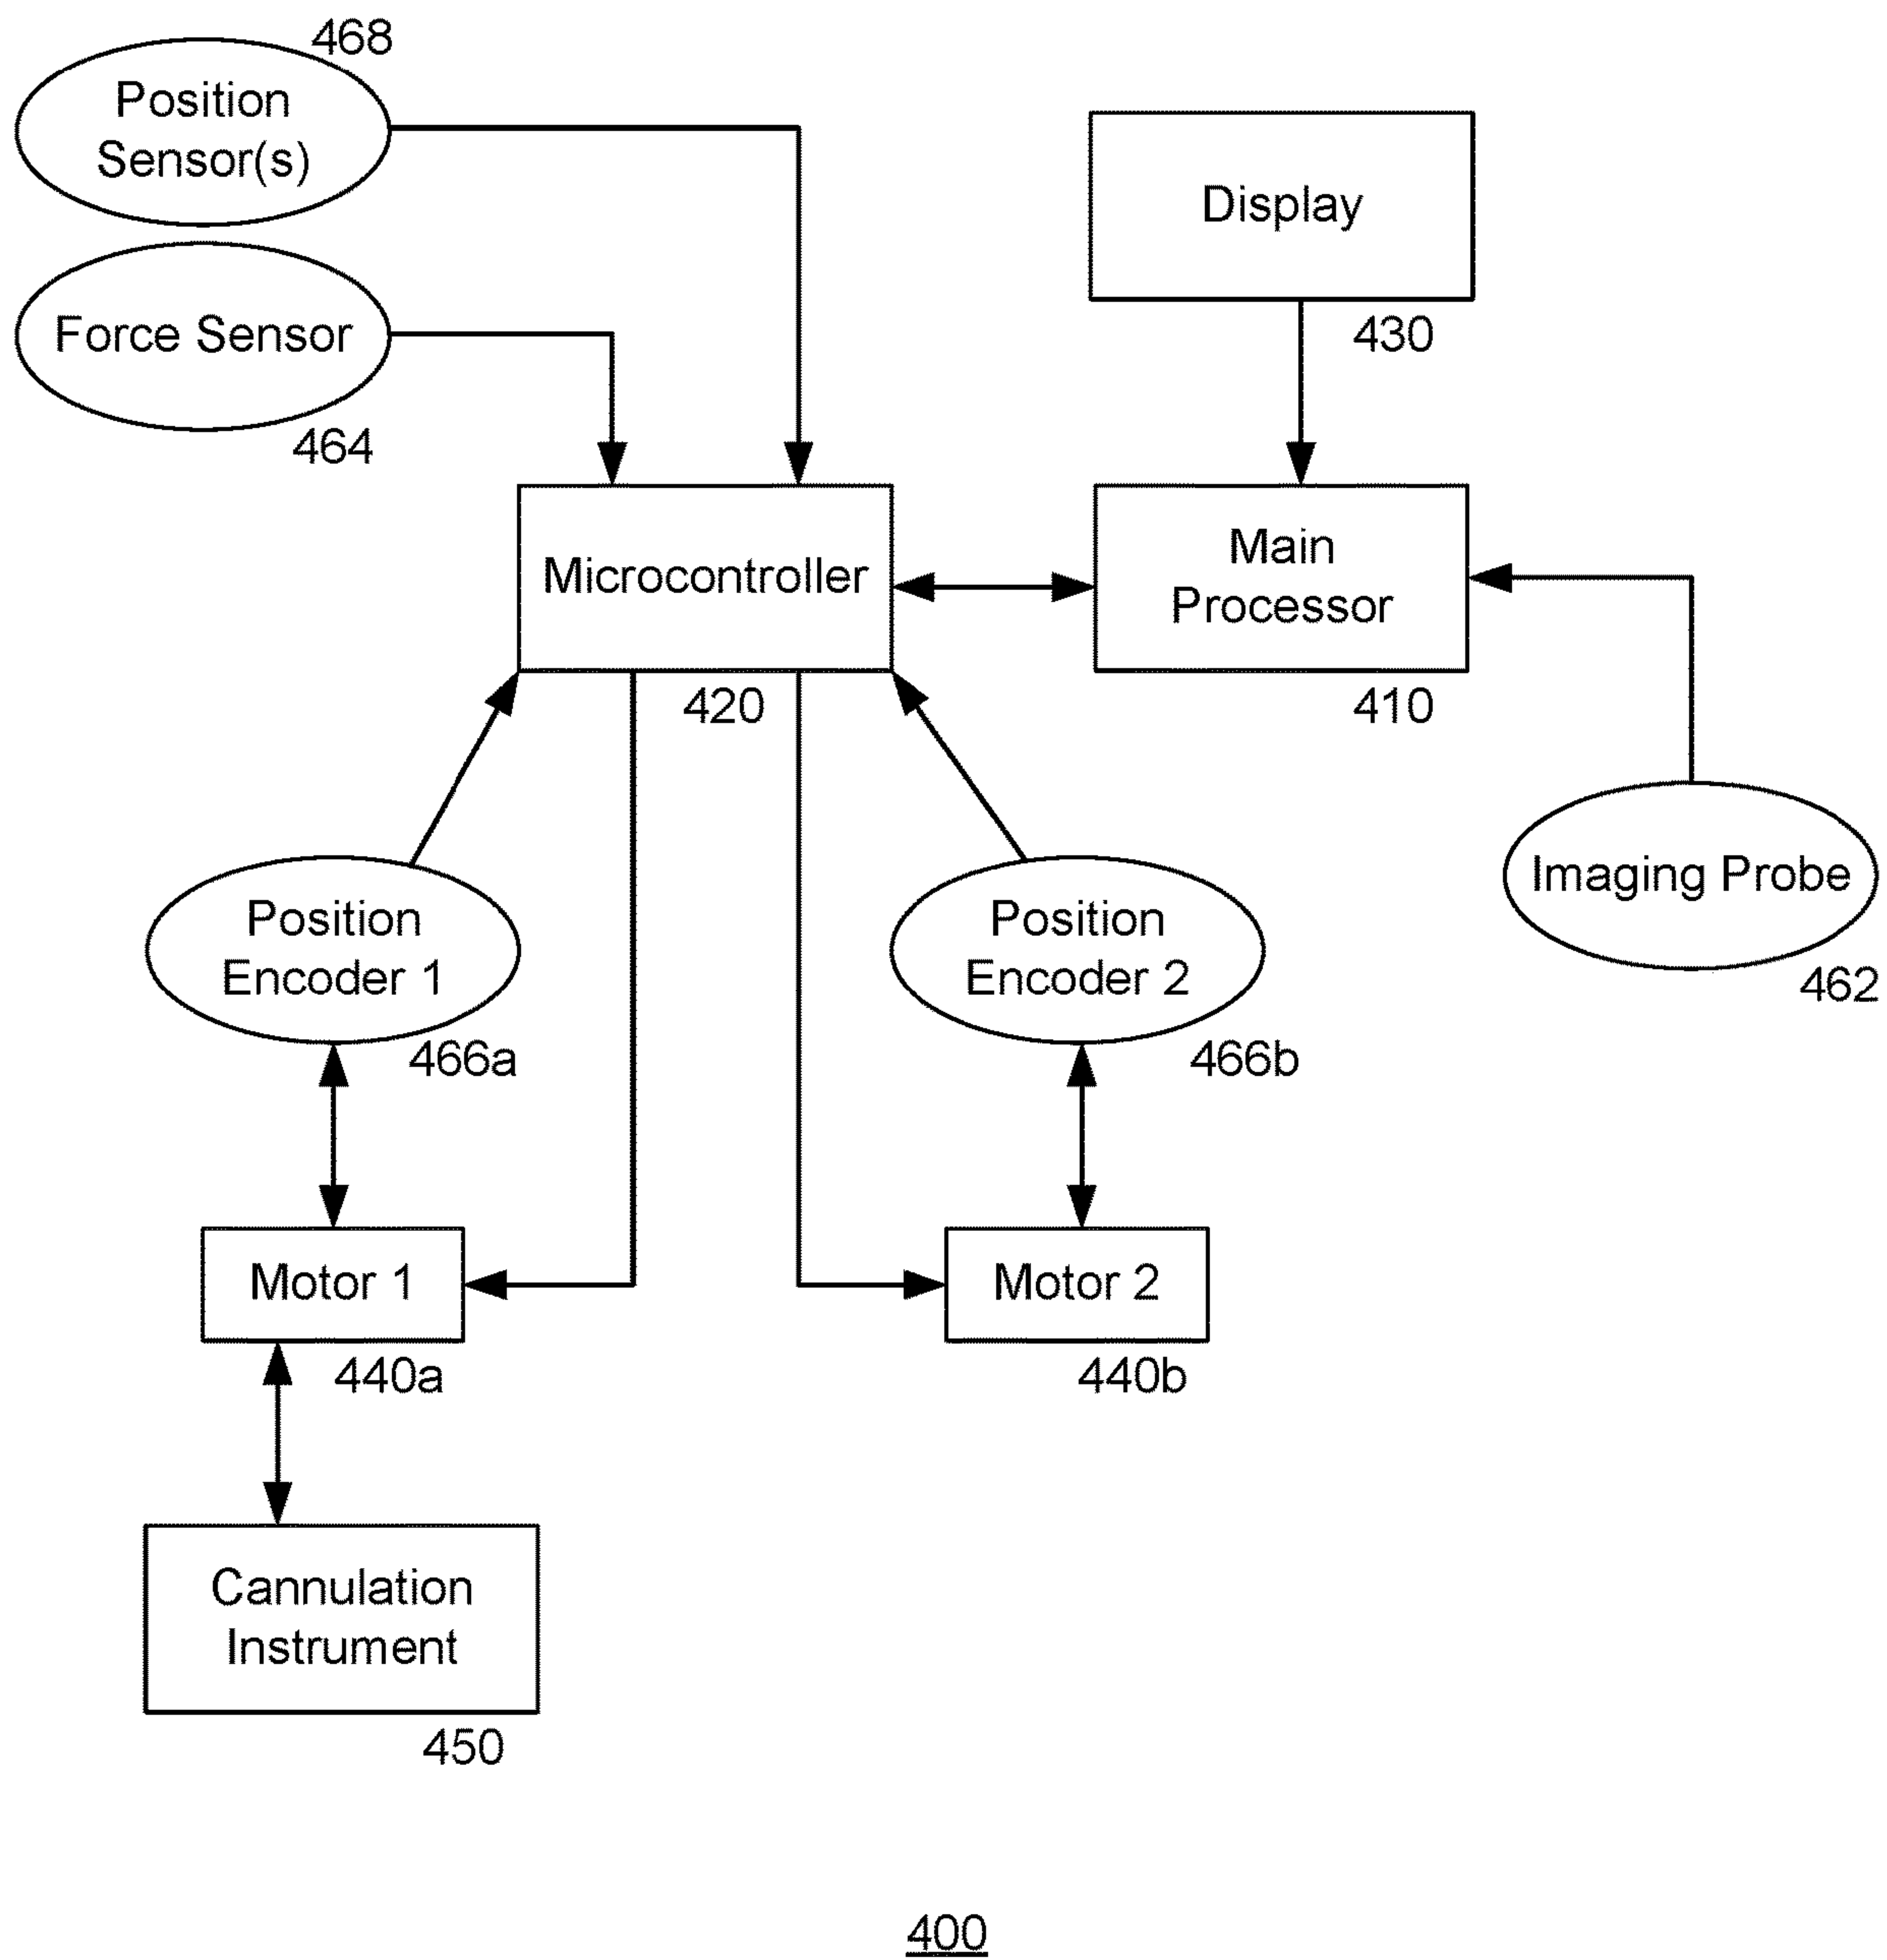 468
Position
Sensor(s)
Display
Force Sensor
430
464
Microcontroller
Main
Processor
420
410
Imaging Probe
462
Position
Encoder 1
466a
Position
Encoder 2
466b
Motor 1
440a
Motor 2
440b
Cannulation
Instrument
450
400